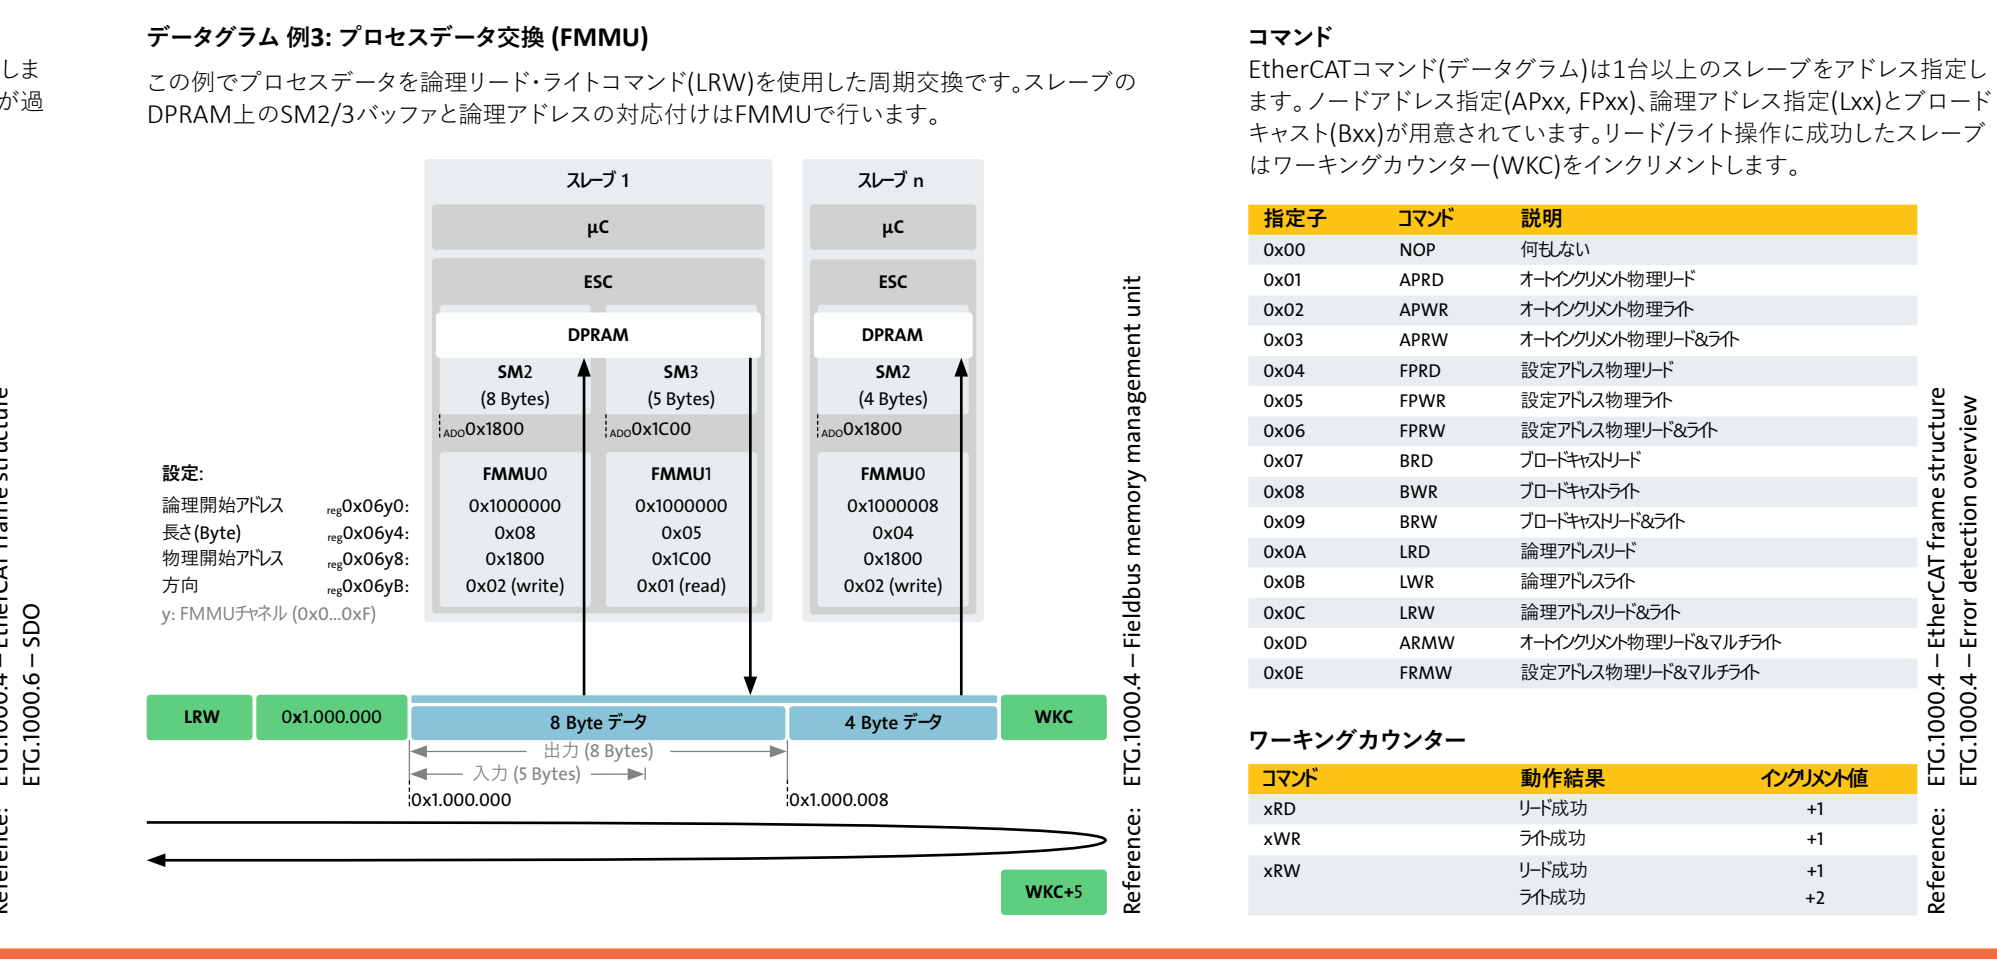 しま
が過
ETG.1000.6 – SDO
データグラム 例3: プロセスデータ交換 (FMMU)
この例でプロセスデータを論理リード・ライトコマンド(LRW)を使用した周期交換です。スレーブの
DPRAM上のSM2/3バッファと論理アドレスの対応付けはFMMUで行います。
スレーブ 1
スレーブ n
µC
µC
ESC
ESC
DPRAM
DPRAM
SM2
SM3
SM2
(8 Bytes)
(5 Bytes)
(4 Bytes)
ADO0x1800
ADO0x1C00
ADO0x1800
設定:
FMMU0
FMMU1
FMMU0
論理開始アドレス reg0x06y0: 0x1000000 0x1000000 0x1000008
長さ(Byte) reg0x06y4: 0x08 0x05 0x04
物理開始アドレス reg0x06y8: 0x1800 0x1C00 0x1800
方向 reg0x06yB: 0x02 (write) 0x01 (read) 0x02 (write)
y: FMMUチャネル (0x0...0xF)
LRW 0x1.000.000 8 Byte データ 4 Byte データ WKC
出力 (8 Bytes)
入力 (5 Bytes)
0x1.000.000
0x1.000.008
WKC+5
Reference: ETG.1000.4 – Fieldbus memory management unit
コマンド
EtherCATコマンド(データグラム)は1台以上のスレーブをアドレス指定し
ます。ノードアドレス指定(APxx, FPxx)、論理アドレス指定(Lxx)とブロード
キャスト(Bxx)が用意されています。リード/ライト操作に成功したスレーブ
はワーキングカウンター(WKC)をインクリメントします。
指定子 コマンド 説明
0x00 NOP 何もしない
0x01 APRD オートインクリメント物理リード
0x02 APWR オートインクリメント物理ライト
0x03 APRW オートインクリメント物理リード&ライト
0x04 FPRD 設定アドレス物理リード
0x05 FPWR 設定アドレス物理ライト
0x06 FPRW 設定アドレス物理リード&ライト
0x07 BRD ブロードキャストリード
0x08 BWR ブロードキャストライト
0x09 BRW ブロードキャストリード&ライト
0x0A LRD 論理アドレスリード
0x0B LWR 論理アドレスライト
0x0C LRW 論理アドレスリード&ライト
0x0D ARMW オートインクリメント物理リード&マルチライト
0x0E FRMW 設定アドレス物理リード&マルチライト
ワーキングカウンター
コマンド 動作結果 インクリメント値
xRD リード成功 +1
xWR ライト成功 +1
xRW リード成功 +1
ライト成功 +2
Reference: ETG.1000.4 – EtherCAT frame structure
ETG.1000.4 – Error detection overview